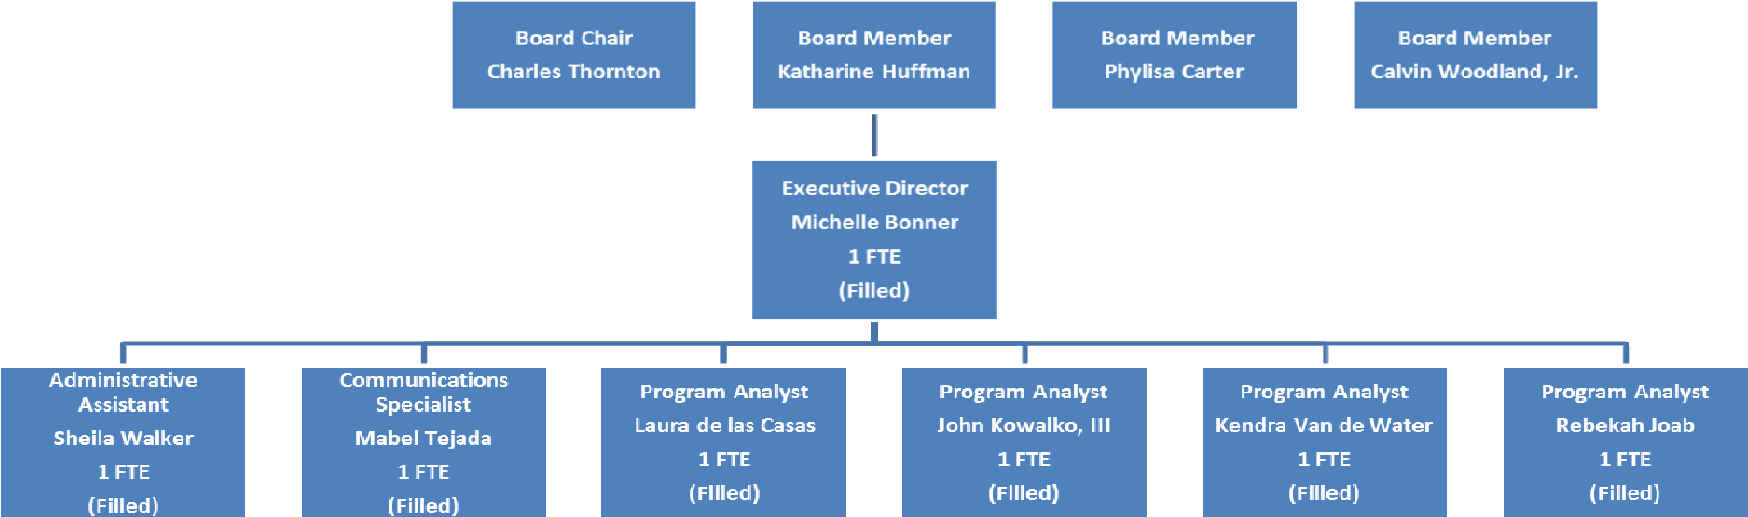 Board Chair
Charles Thornton
Board Member
Katharine Huffman
Board Member
Phylisa Carter
Board Member
Calvin Woodland, Jr.
Executive Director
Michelle Bonner
1 FTE
(Filled)
Administrative
Assistant
Sheila Walker
1 FTE
(Filled)
Communications
Specialist
Mabel Tejada
1 FTE
(Filled)
Program Analyst
Laura de las Casas
1 FTE
(Filled)
Program Analyst
John Kowalko, III
1 FTE
(Filled)
Program Analyst
Kendra Van de Water
1 FTE
(Filled)
Program Analyst
Rebekah Joab
1 FTE
(Filled)